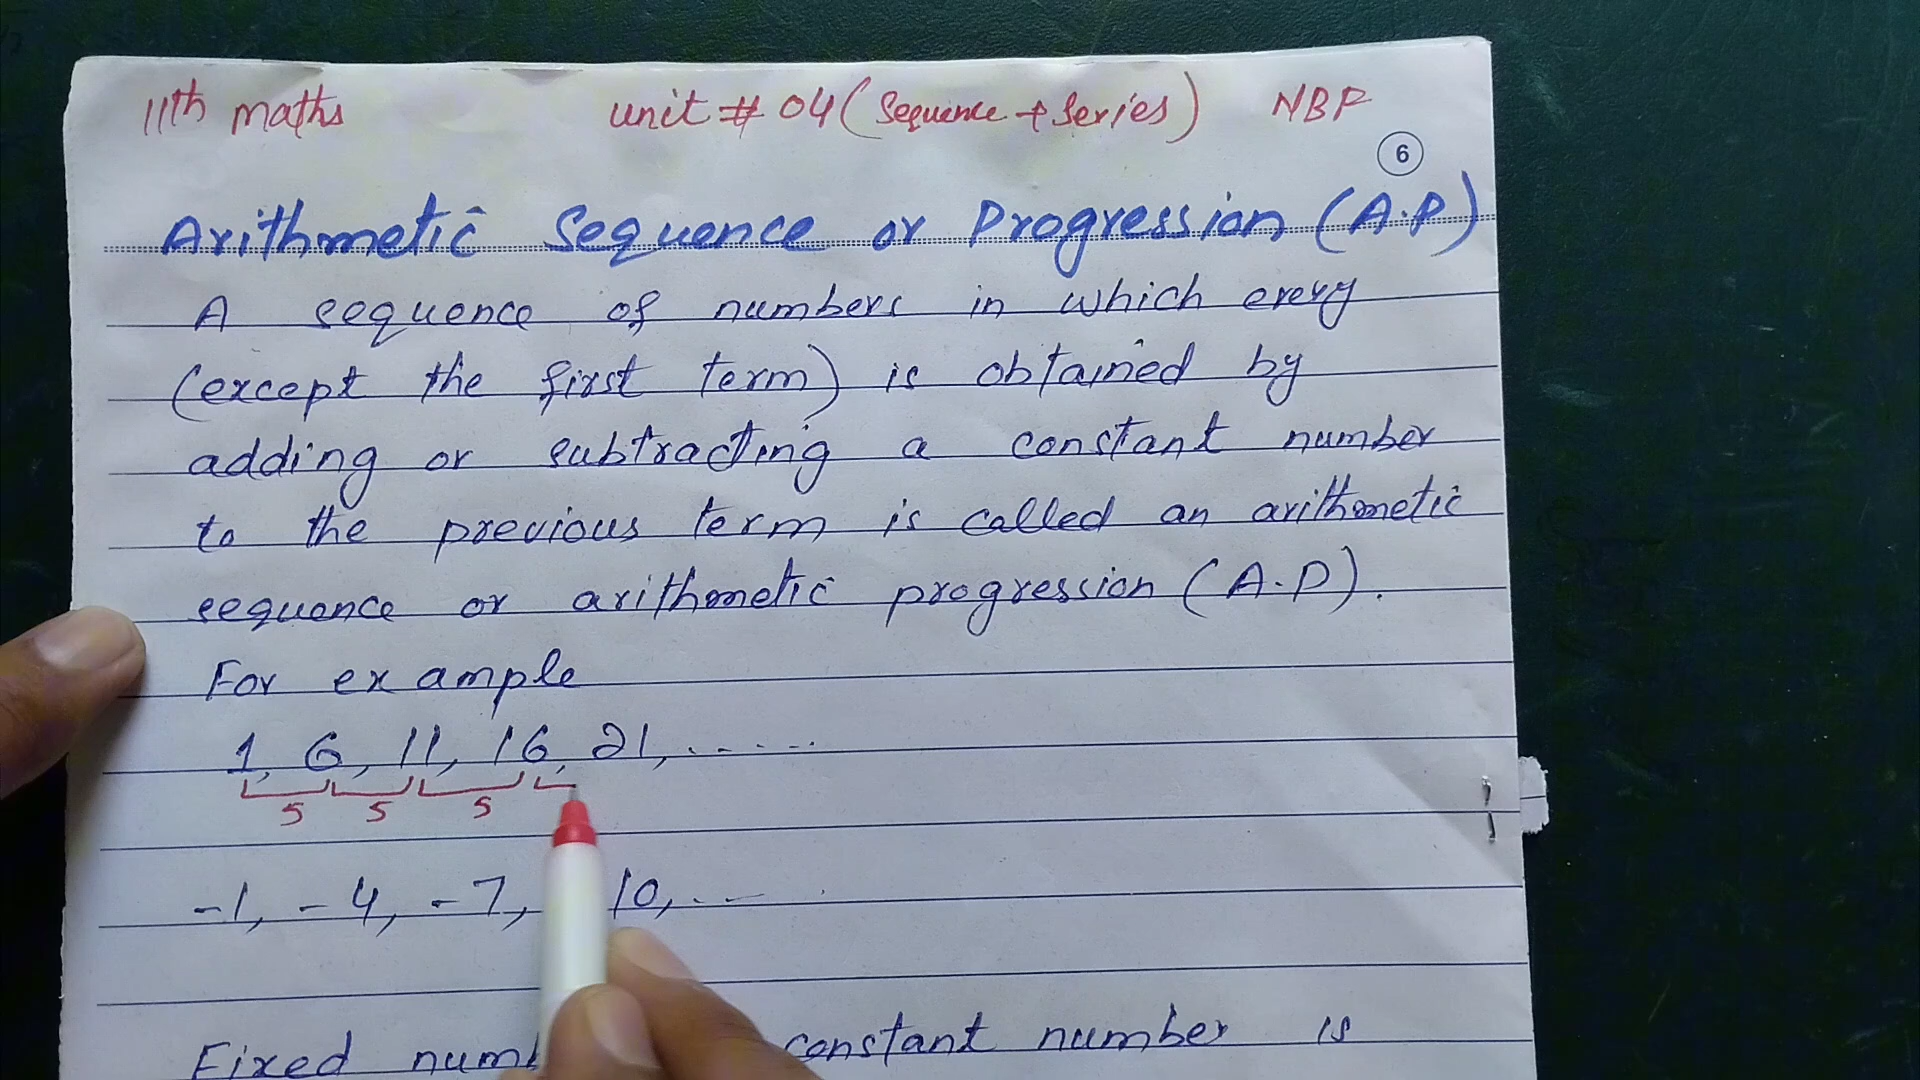 11th maths unit # 04 (Sequence + Series) NBF
6
Arithmetic Sequence or Progression (A.P)
A sequence of numbers in which every
(except the first term) is obtained by
adding or subtracting a constant number
to the previous term is called an arithmetic
sequence or arithmetic progression (A.P).
For example
1, 6, 11, 16, 21, .....
5 5 5
-1, -4, -7, 10, ...
Fixed constant number is